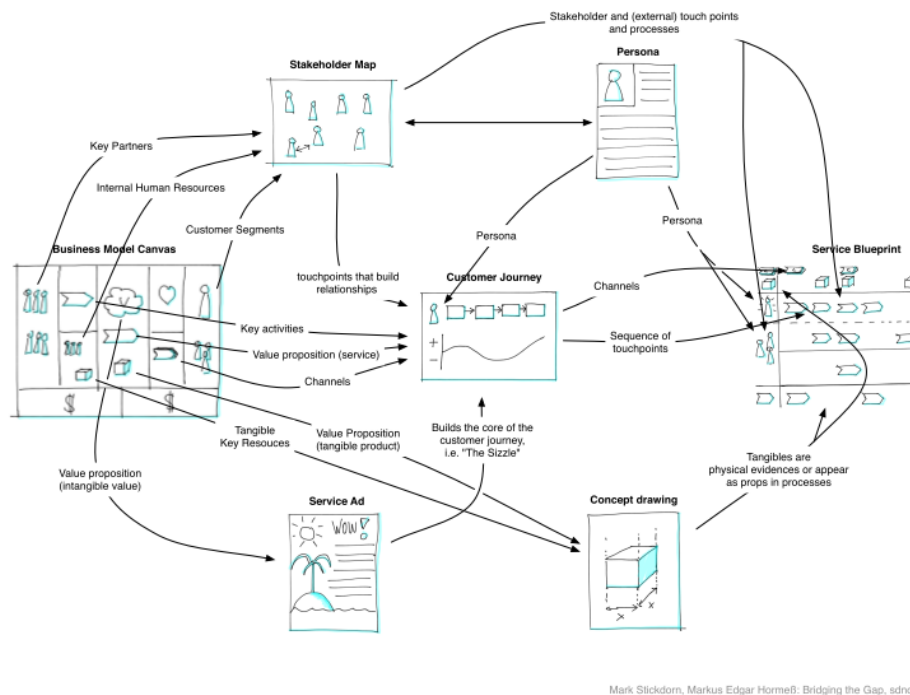 Stakeholder and (external) touch points
and processes
Stakeholder Map
Persona
Key Partners
Internal Human Resources
Customer Segments
Persona
Persona
Business Model Canvas
Service Blueprint
touchpoints that build
relationships
Customer Journey
Channels
Key activities
Value proposition (service)
Sequence of
touchpoints
Channels
+
–
V
$
$
Tangible
Key Resouces
Value Proposition
(tangible product)
Builds the core of the
customer journey,
i.e. "The Sizzle"
Value proposition
(intangible value)
Tangibles are
physical evidences or appear
as props in processes
Service Ad
Concept drawing
WOW!
x
x
Mark Stickdorn, Markus Edgar Hormeß: Bridging the Gap, sdnc